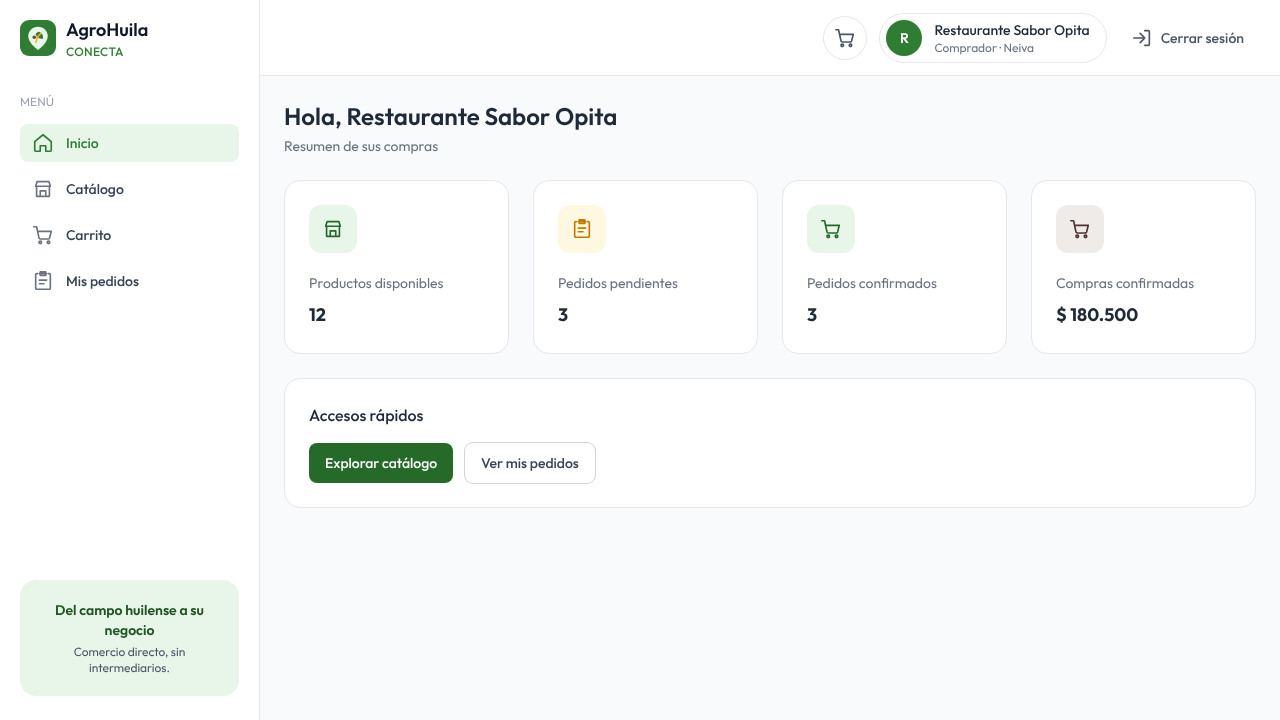 AgroHuila
CONECTA
MENÚ
Inicio
Catálogo
Carrito
Mis pedidos
Del campo huilense a su
negocio
Comercio directo, sin
intermediarios.
R
Restaurante Sabor Opita
Comprador · Neiva
Cerrar sesión
Hola, Restaurante Sabor Opita
Resumen de sus compras
Productos disponibles
12
Pedidos pendientes
3
Pedidos confirmados
3
Compras confirmadas
$ 180.500
Accesos rápidos
Explorar catálogo
Ver mis pedidos